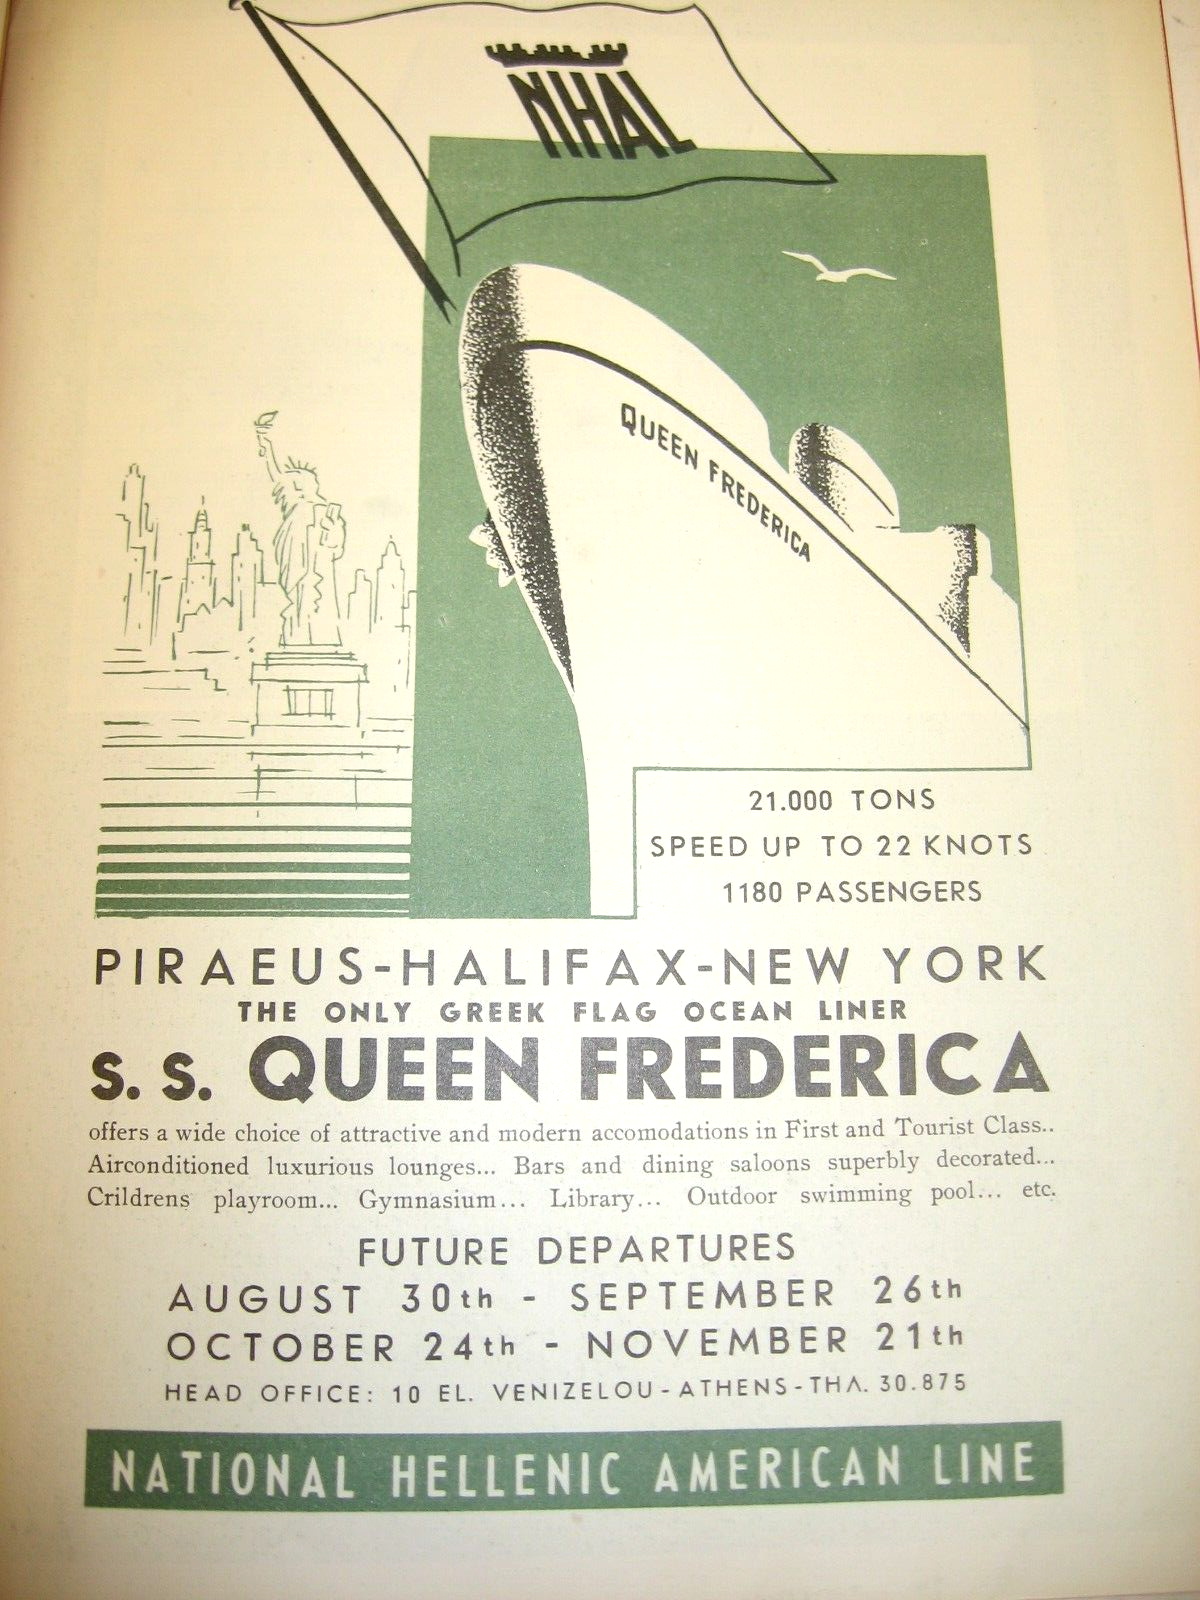 NHAL
QUEEN FREDERICA
21.000 TONS
SPEED UP TO 22 KNOTS
1180 PASSENGERS
PIRAEUS-HALIFAX-NEW YORK
THE ONLY GREEK FLAG OCEAN LINER
S. S. QUEEN FREDERICA
offers a wide choice of attractive and modern accomodations in First and Tourist Class..
Airconditioned luxurious lounges... Bars and dining saloons superbly decorated...
Crildrens playroom... Gymnasium... Library... Outdoor swimming pool... etc.
FUTURE DEPARTURES
AUGUST 30th - SEPTEMBER 26th
OCTOBER 24th - NOVEMBER 21th
HEAD OFFICE: 10 EL. VENIZELOU - ATHENS - ΤΗΛ. 30.875
NATIONAL HELLENIC AMERICAN LINE